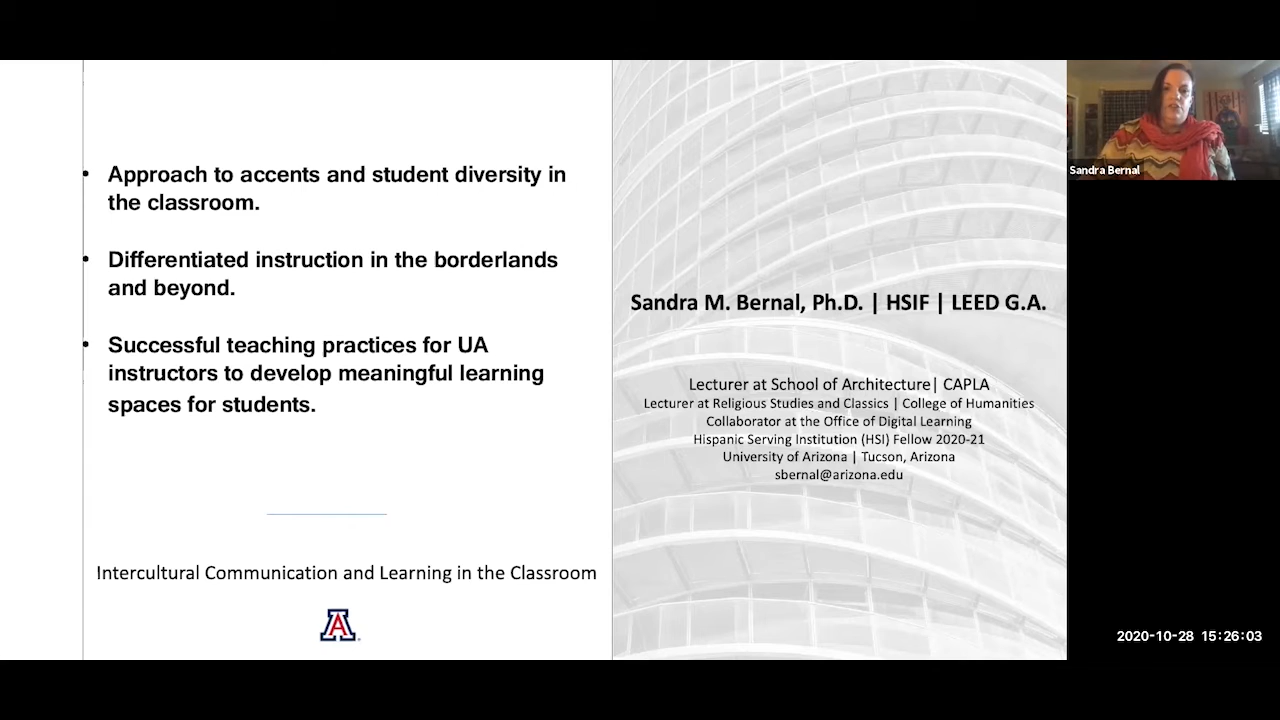 • Approach to accents and student diversity in
the classroom.
• Differentiated instruction in the borderlands
and beyond.
• Successful teaching practices for UA
instructors to develop meaningful learning
spaces for students.
Intercultural Communication and Learning in the Classroom
A
Sandra M. Bernal, Ph.D. | HSIF | LEED G.A.
Lecturer at School of Architecture| CAPLA
Lecturer at Religious Studies and Classics | College of Humanities
Collaborator at the Office of Digital Learning
Hispanic Serving Institution (HSI) Fellow 2020-21
University of Arizona | Tucson, Arizona
sbernal@arizona.edu
Sandra Bernal
2020-10-28 15:26:03